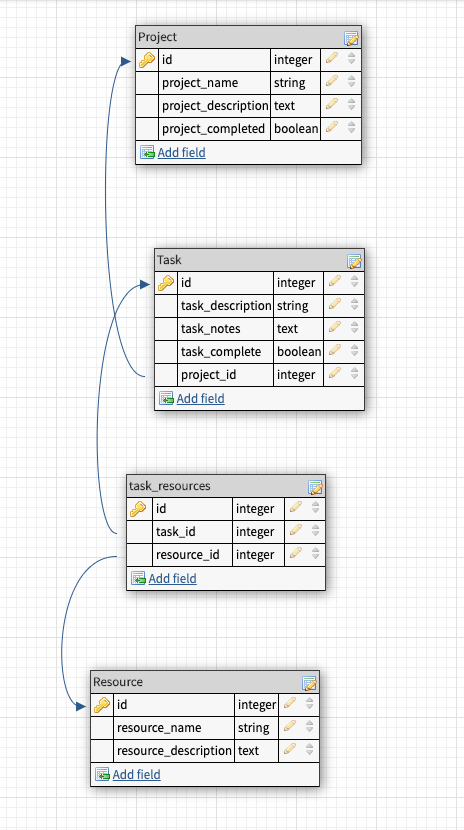 Project
id integer
project_name string
project_description text
project_completed boolean
Add field
Task
id integer
task_description string
task_notes text
task_complete boolean
project_id integer
Add field
task_resources
id integer
task_id integer
resource_id integer
Add field
Resource
id integer
resource_name string
resource_description text
Add field